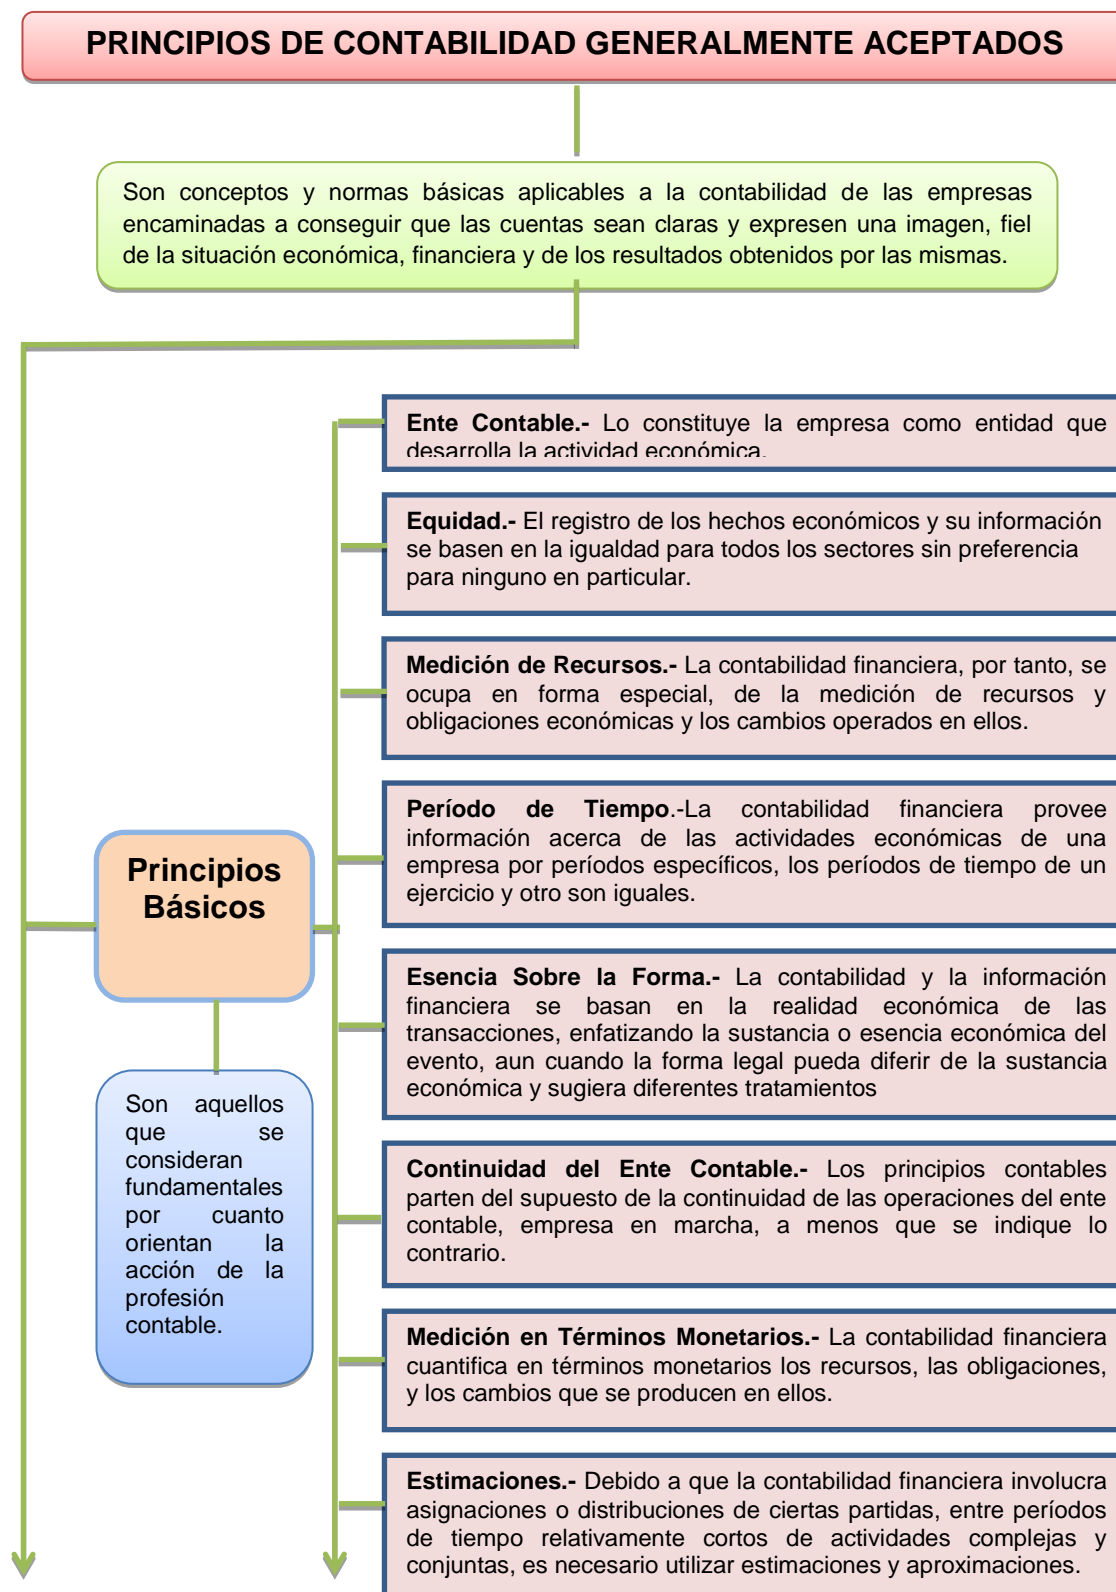 PRINCIPIOS DE CONTABILIDAD GENERALMENTE ACEPTADOS
Son conceptos y normas básicas aplicables a la contabilidad de las empresas
encaminadas a conseguir que las cuentas sean claras y expresen una imagen, fiel
de la situación económica, financiera y de los resultados obtenidos por las mismas.
Ente Contable.- Lo constituye la empresa como entidad que
desarrolla la actividad económica.
Equidad.- El registro de los hechos económicos y su información
se basen en la igualdad para todos los sectores sin preferencia
para ninguno en particular.
Medición de Recursos.- La contabilidad financiera, por tanto, se
ocupa en forma especial, de la medición de recursos y
obligaciones económicas y los cambios operados en ellos.
Período de Tiempo.-La contabilidad financiera provee
información acerca de las actividades económicas de una
empresa por períodos específicos, los períodos de tiempo de un
ejercicio y otro son iguales.
Principios
Básicos
Esencia Sobre la Forma.- La contabilidad y la información
financiera se basan en la realidad económica de las
transacciones, enfatizando la sustancia o esencia económica del
evento, aun cuando la forma legal pueda diferir de la sustancia
económica y sugiera diferentes tratamientos
Son aquellos
que se
consideran
fundamentales
por cuanto
orientan la
acción de la
profesión
contable.
Continuidad del Ente Contable.- Los principios contables
parten del supuesto de la continuidad de las operaciones del ente
contable, empresa en marcha, a menos que se indique lo
contrario.
Medición en Términos Monetarios.- La contabilidad financiera
cuantifica en términos monetarios los recursos, las obligaciones,
y los cambios que se producen en ellos.
Estimaciones.- Debido a que la contabilidad financiera involucra
asignaciones o distribuciones de ciertas partidas, entre períodos
de tiempo relativamente cortos de actividades complejas y
conjuntas, es necesario utilizar estimaciones y aproximaciones.